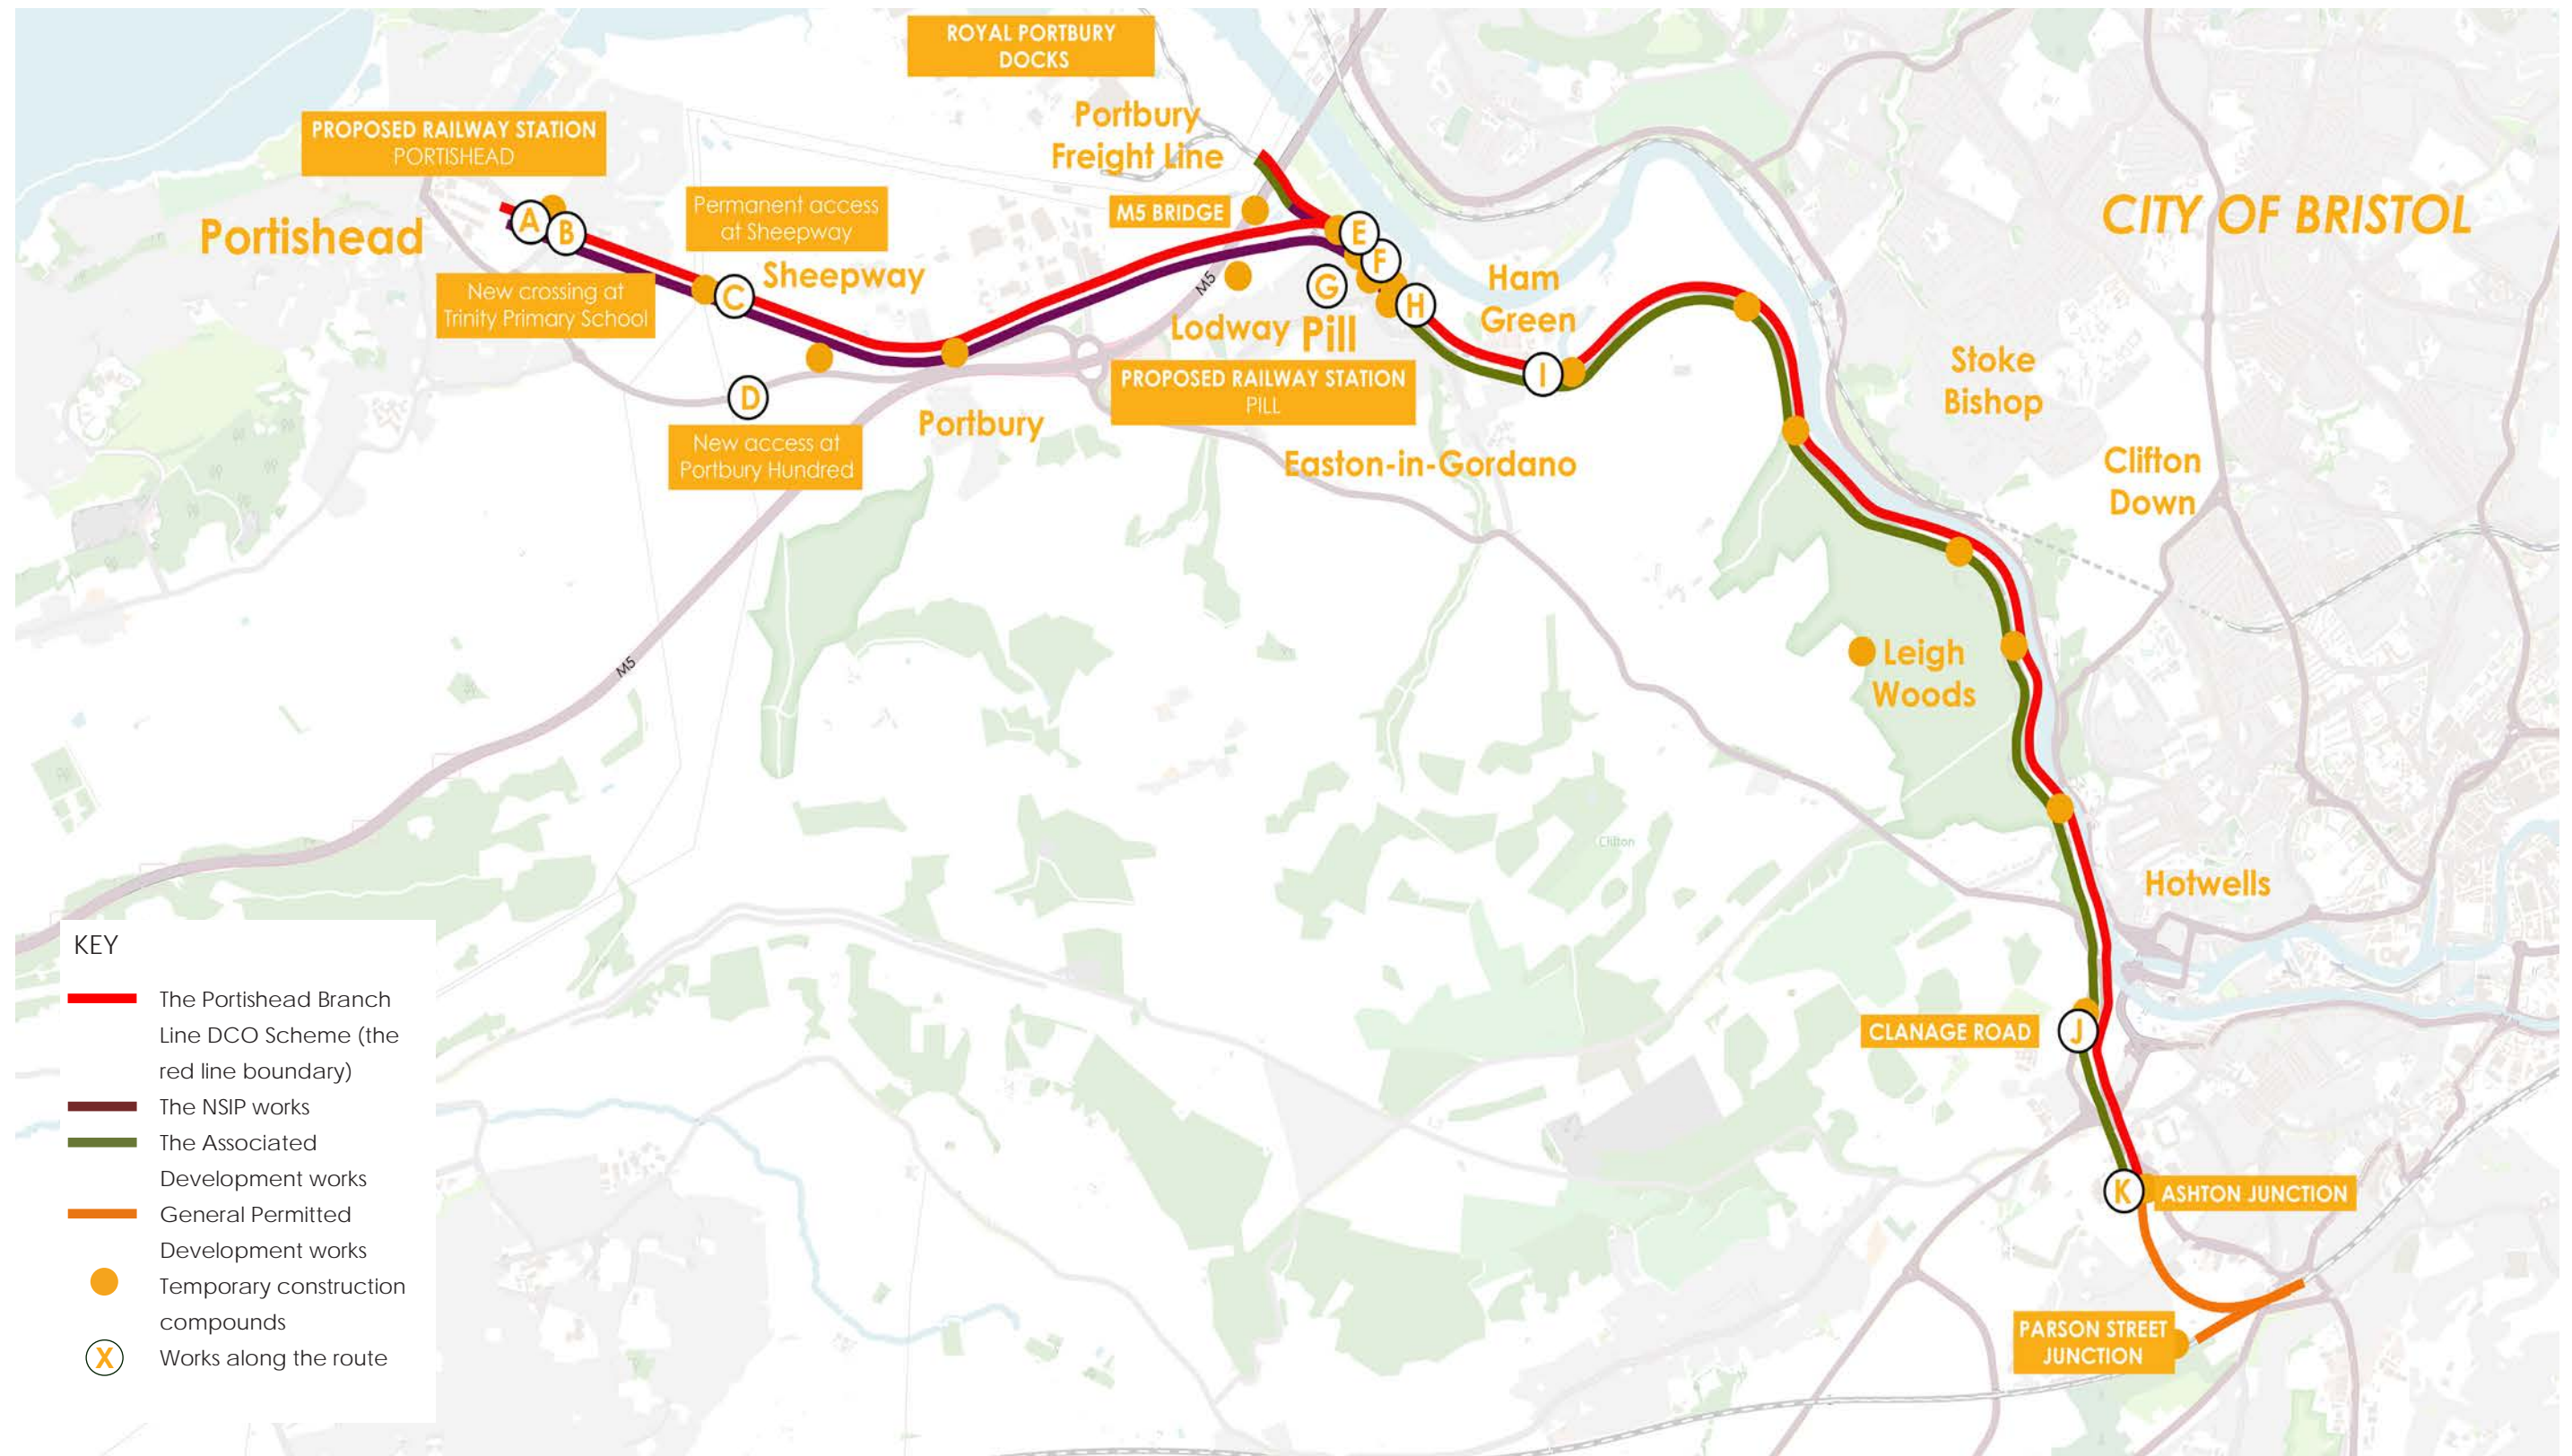 ROYAL PORTBURY
DOCKS
Portbury
Freight Line
PROPOSED RAILWAY STATION
PORTISHEAD
Portishead
A
B
Permanent access
at Sheepway
M5 BRIDGE
CITY OF BRISTOL
New crossing at
Trinity Primary School
C
Sheepway
M5
E
F
G
H
Ham
Green
Lodway
Pill
PROPOSED RAILWAY STATION
PILL
I
D
New access at
Portbury Hundred
Portbury
Easton-in-Gordano
Stoke
Bishop
Clifton
Down
M5
Leigh
Woods
Clifton
Hotwells
CLANAGE ROAD
J
K
ASHTON JUNCTION
PARSON STREET
JUNCTION
KEY
The Portishead Branch
Line DCO Scheme (the
red line boundary)
The NSIP works
The Associated
Development works
General Permitted
Development works
Temporary construction
compounds
X
Works along the route